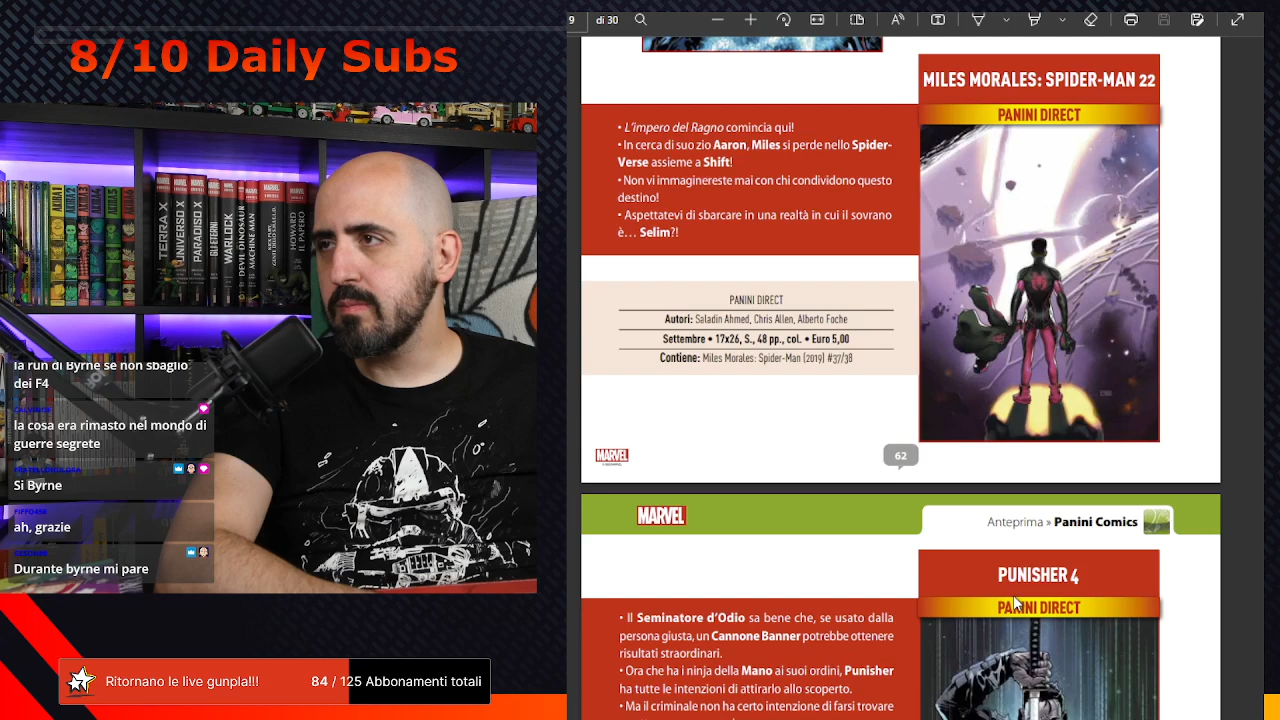 8/10 Daily Subs
TERRA X
UNIVERSO X
PARADISO X
GLI ETERNI
WARLOCK
DEVIL DINOSAUR
MACHINE MAN
HOWARD
IL PAPERO
la run di Byrne se non sbaglio
dei F4
la cosa era rimasto nel mondo di
guerre segrete
Si Byrne
FIFFO498
ah, grazie
Durante byrne mi pare
Ritornano le live gunpla!!!
84 / 125 Abbonamenti totali
9
di 30
MILES MORALES: SPIDER-MAN 22
PANINI DIRECT
• L'impero del Ragno comincia qui!
• In cerca di suo zio Aaron, Miles si perde nello Spider-
Verse assieme a Shift!
• Non vi immaginereste mai con chi condividono questo
destino!
• Aspettatevi di sbarcare in una realtà in cui il sovrano
è… Selim?!
PANINI DIRECT
Autori: Saladin Ahmed, Chris Allen, Alberto Foche
Settembre • 17x26, S., 48 pp., col. • Euro 5,00
Contiene: Miles Morales: Spider-Man (2019) #37/38
MARVEL
62
MARVEL
Anteprima » Panini Comics
PUNISHER 4
PANINI DIRECT
• Il Seminatore d'Odio sa bene che, se usato dalla
persona giusta, un Cannone Banner potrebbe ottenere
risultati straordinari.
• Ora che ha i ninja della Mano ai suoi ordini, Punisher
ha tutte le intenzioni di attirarlo allo scoperto.
• Ma il criminale non ha certo intenzione di farsi trovare